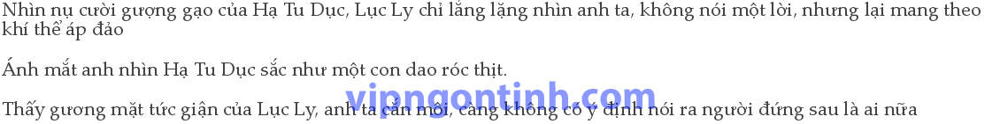 Nhìn nụ cười gượng gạo của Hạ Tu Dục, Lục Ly chỉ lẳng lặng nhìn anh ta, không nói một lời, nhưng lại mang theo
khí thể áp đảo
Ánh mắt anh nhìn Hạ Tu Dục sắc như một con dao róc thịt.
vipngontinh.com
Thấy gương mặt tức giận của Lục Ly, anh ta cắn môi, càng không có ý định nói ra người đứng sau là ai nữa